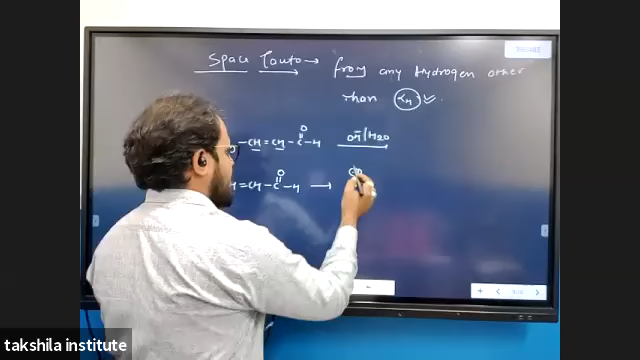 Space Tauto → from any Hydrogen other
than αH ✓
O
- CH = CH - C - H OH⁻/H2O
O
= CH - C - H →
takshila institute